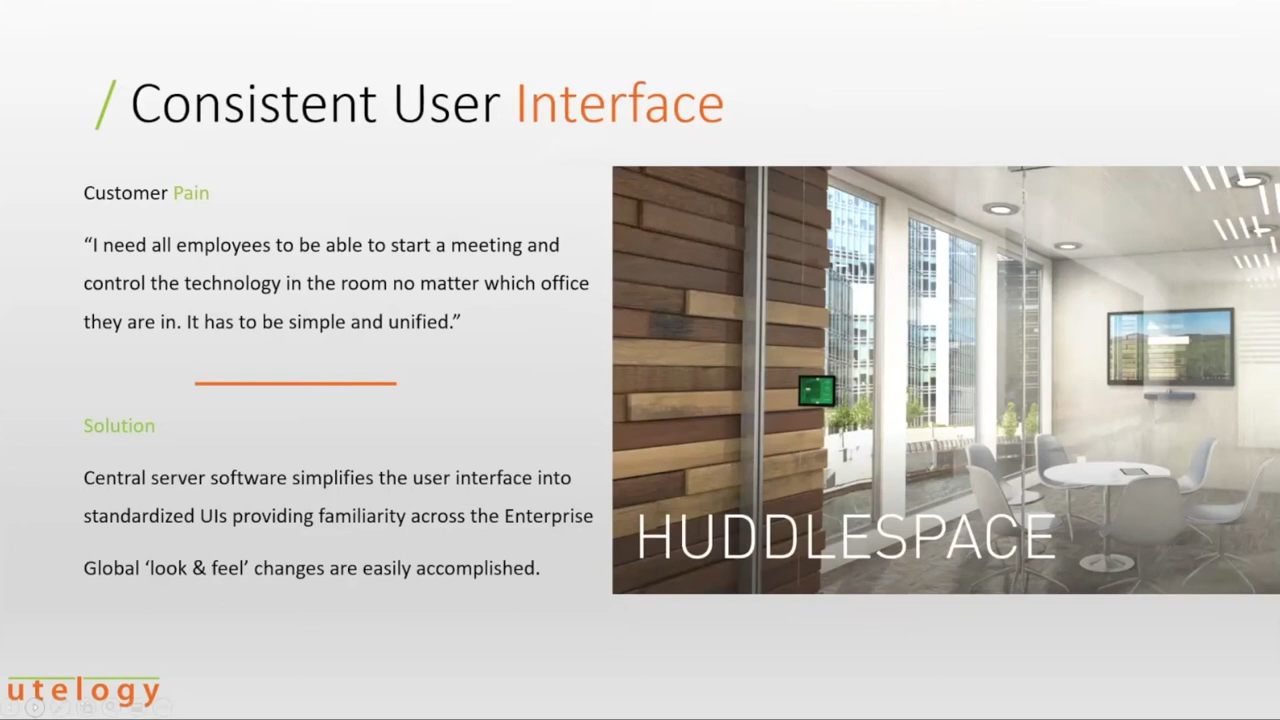 / Consistent User Interface
Customer Pain
“I need all employees to be able to start a meeting and
control the technology in the room no matter which office
they are in. It has to be simple and unified.”
Solution
Central server software simplifies the user interface into
standardized UIs providing familiarity across the Enterprise
Global ‘look & feel’ changes are easily accomplished.
HUDDLESPACE
utelogy